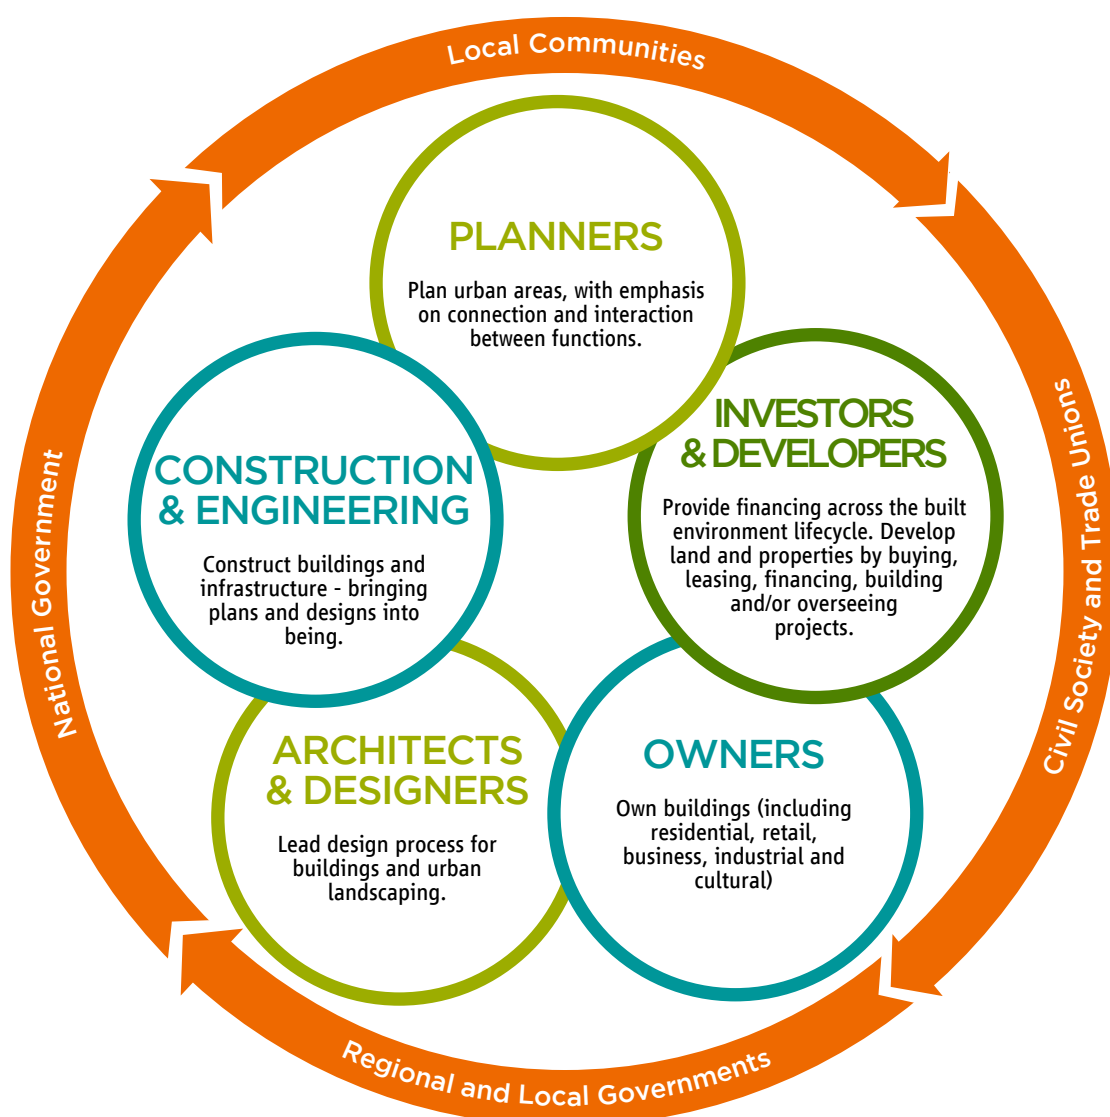 Local Communities
PLANNERS
Plan urban areas, with emphasis
on connection and interaction
between functions.
INVESTORS
& DEVELOPERS
Provide financing across the built
environment lifecycle. Develop
land and properties by buying,
leasing, financing, building
and/or overseeing
projects.
CONSTRUCTION
& ENGINEERING
Construct buildings and
infrastructure - bringing
plans and designs into
being.
ARCHITECTS
& DESIGNERS
Lead design process for
buildings and urban
landscaping.
OWNERS
Own buildings (including
residential, retail,
business, industrial and
cultural)
Civil Society and Trade Unions
Regional and Local Governments
National Government